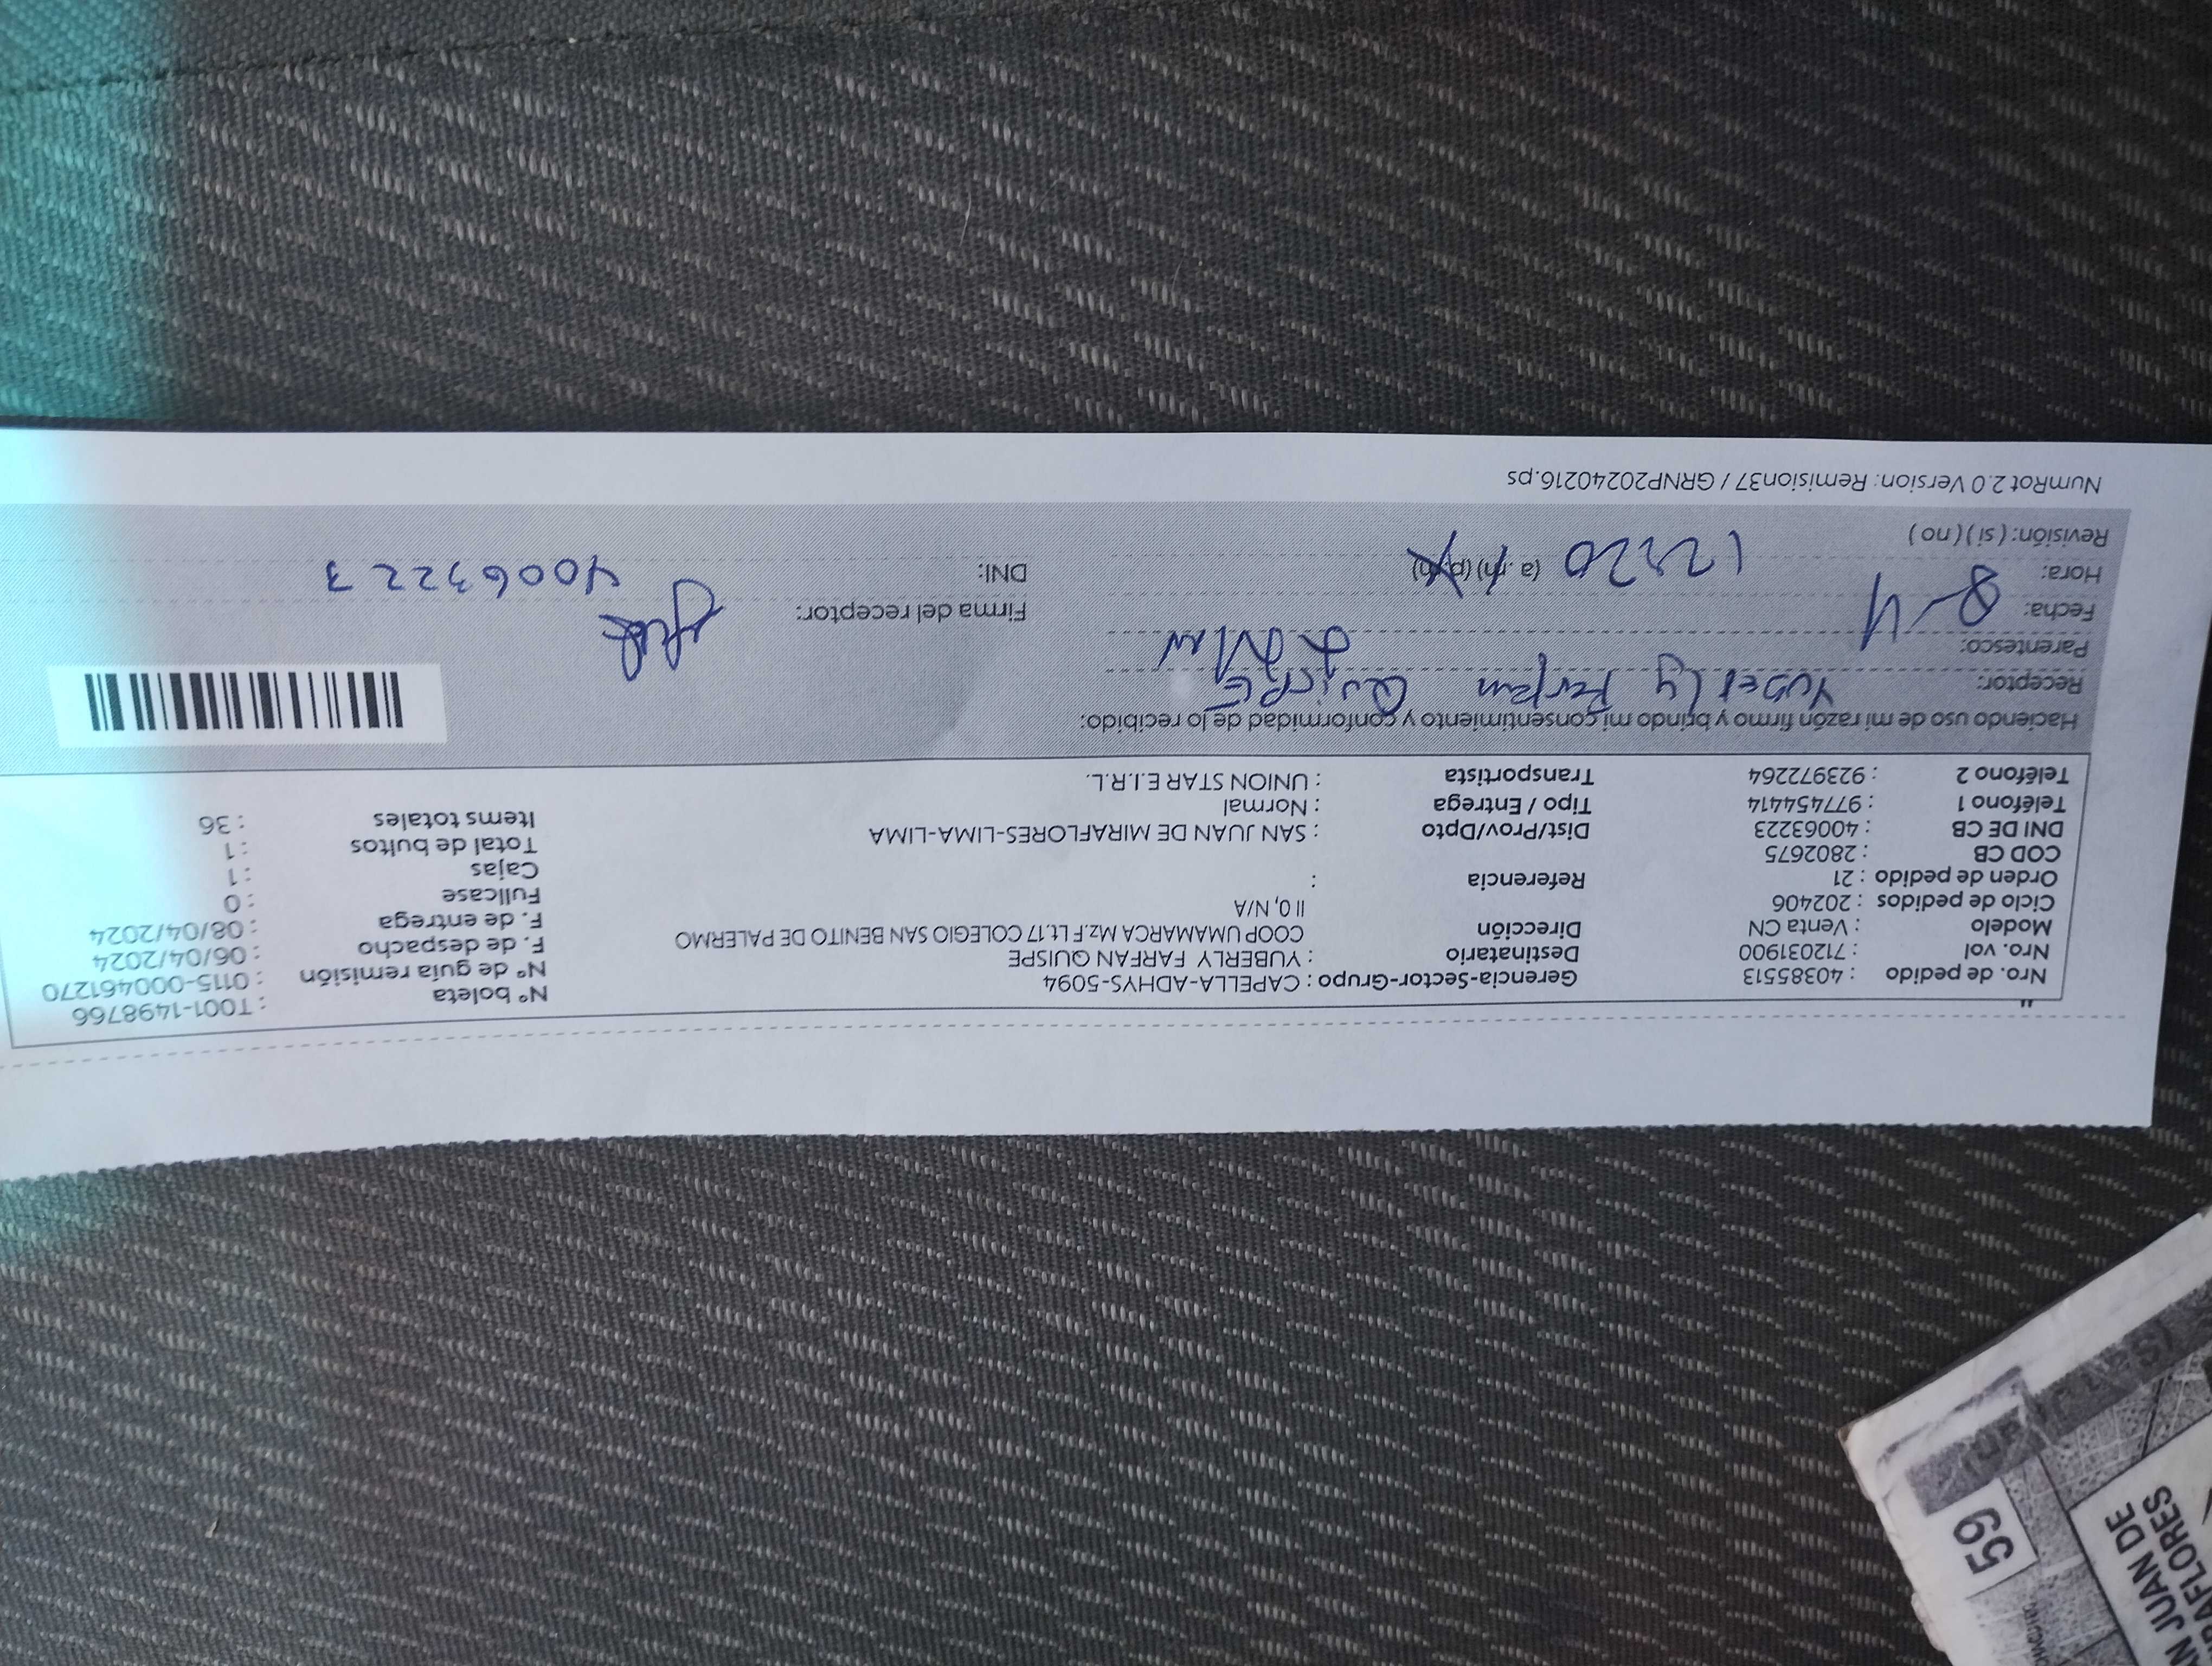 "
Nro. de pedido : 40385513 Gerencia-Sector-Grupo : CAPELLA-ADHYS-5094 N° boleta : T001-1498766
Nro. vol : 712031900 Destinatario : YUBERLY FARFAN QUISPE N° de guía remisión : 0115-000461270
Modelo : Venta CN Dirección COOP UMAMARCA Mz.F Lt.17 COLEGIO SAN BENITO DE PALERMO F. de despacho : 06/04/2024
Ciclo de pedidos : 202406 II 0, N/A F. de entrega : 08/04/2024
Orden de pedido : 21 Referencia : Fullcase : 0
COD CB : 2802675 Cajas : 1
DNI DE CB : 40063223 Dist/Prov/Dpto : SAN JUAN DE MIRAFLORES-LIMA-LIMA Total de bultos : 1
Teléfono 1 : 977454414 Tipo / Entrega : Normal Items totales : 36
Teléfono 2 : 923972264 Transportista : UNION STAR E.I.R.L.
Haciendo uso de mi razón firmo y brindo mi consentimiento y conformidad de lo recibido:
Receptor: Farfan Quispe
Parentesco:
Fecha: 8-4 Firma del receptor:
Hora: 12:20 (a.m) (p.m) DNI: 40063223
Revisión: ( si ) ( no )
NumRot 2.0 Version: Remision37 / GRNP20240216.ps
59
JUAN DE